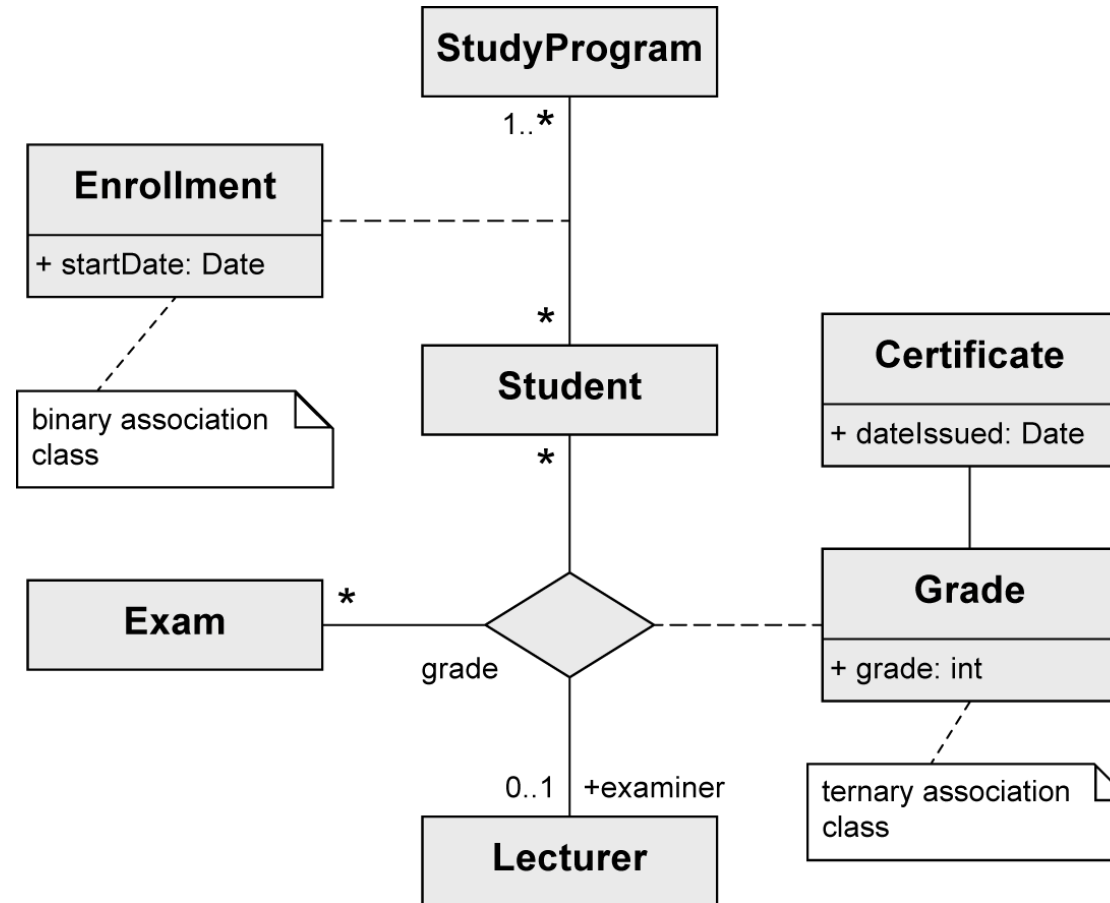 StudyProgram
1..*
Enrollment
+ startDate: Date
*
Student
*
binary association
class
Certificate
+ dateIssued: Date
Exam
*
grade
Grade
+ grade: int
0..1
+examiner
Lecturer
ternary association
class